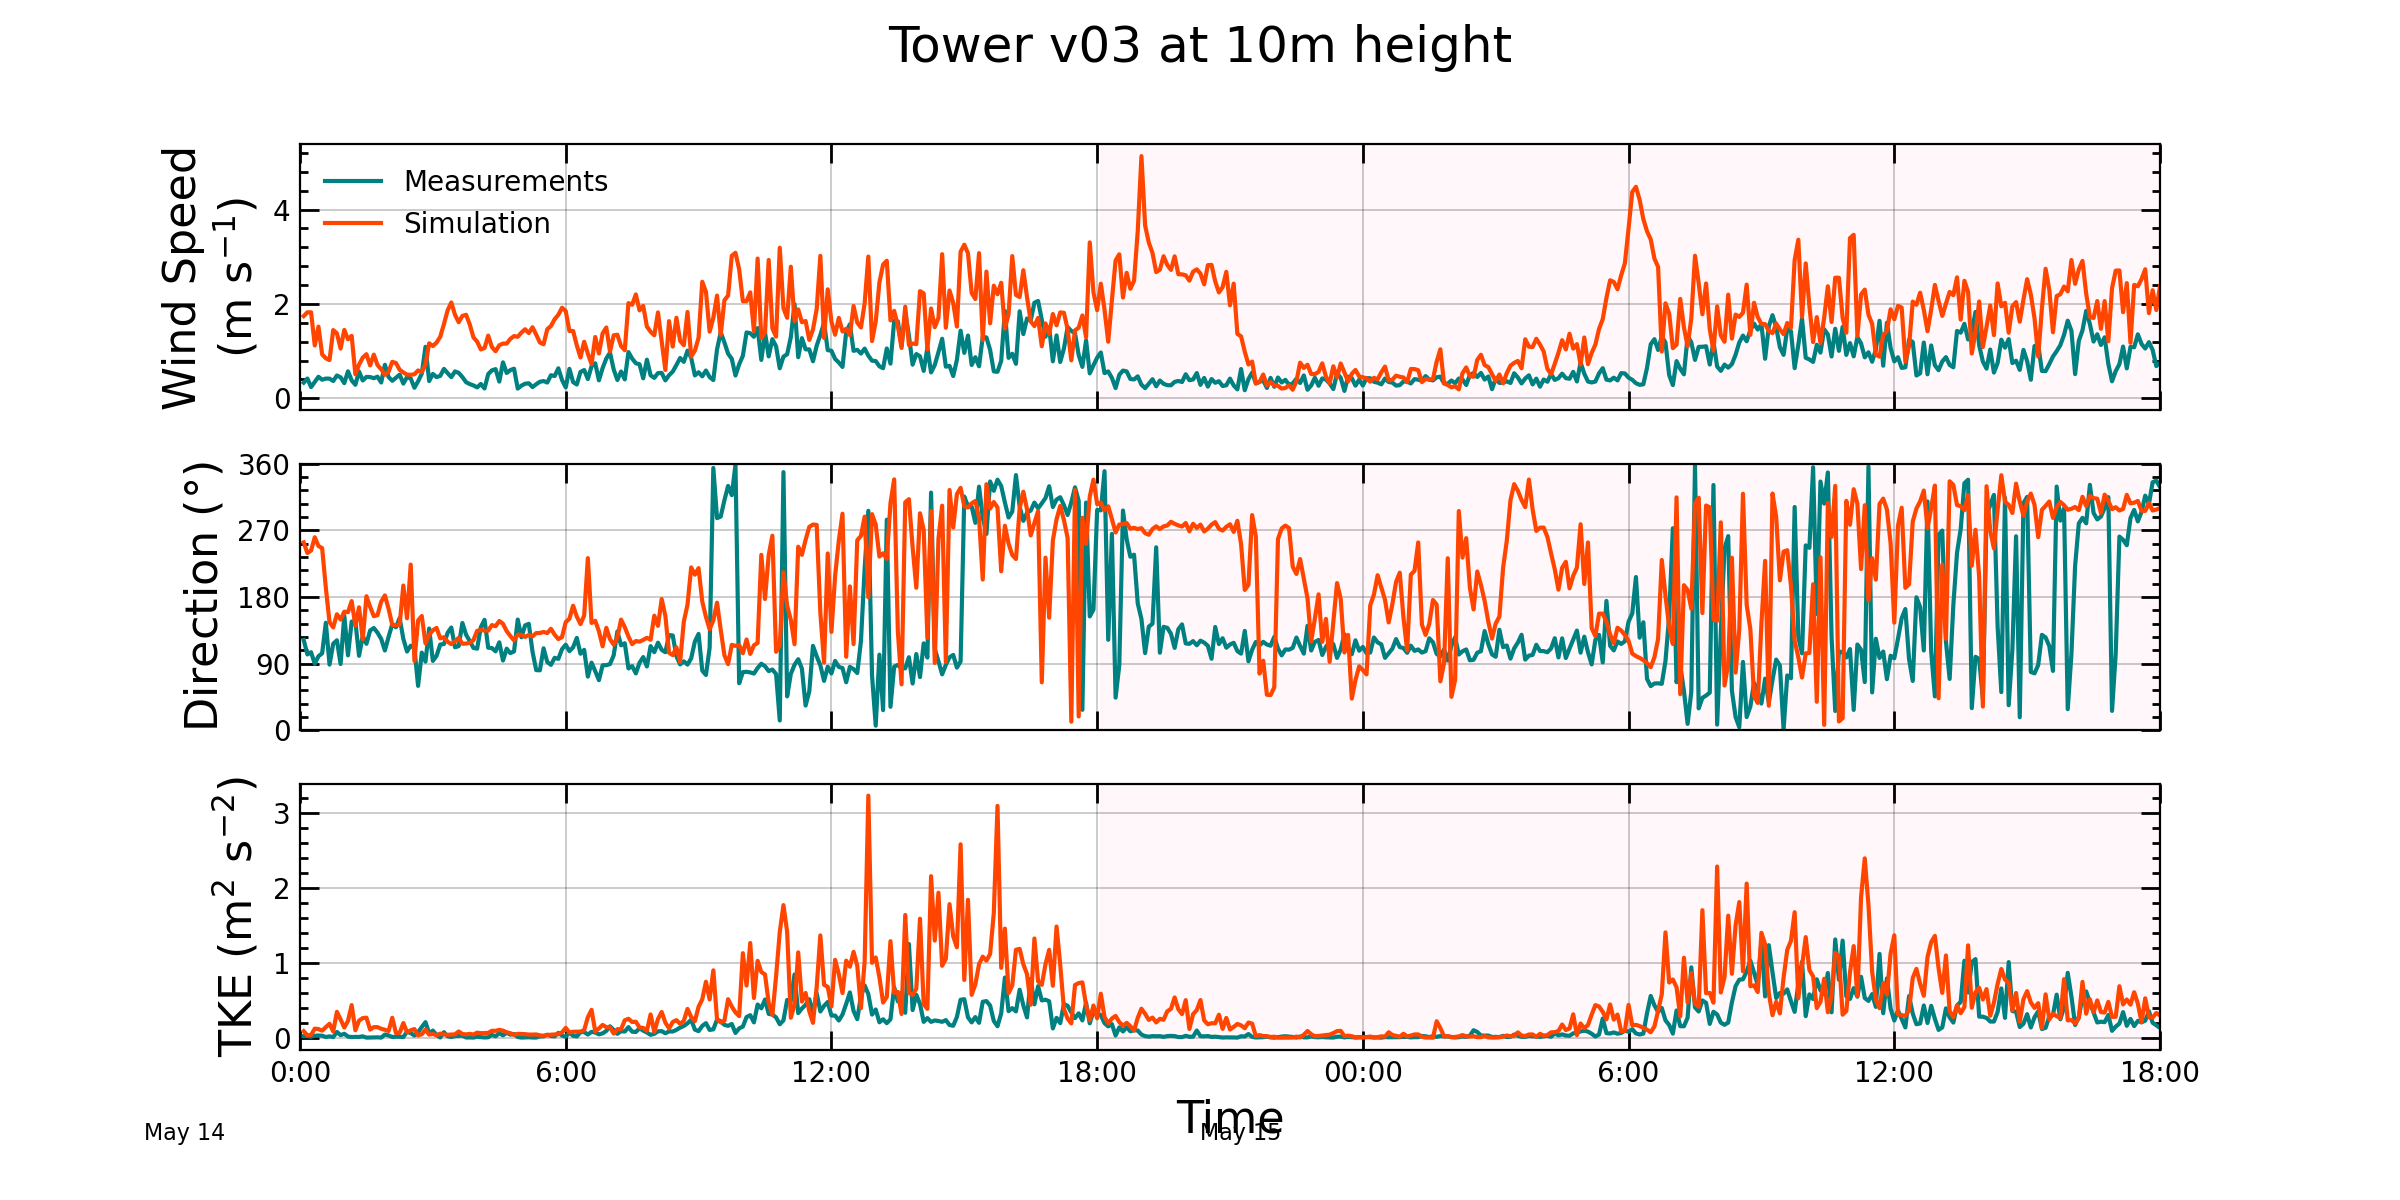 Tower v03 at 10m height
Wind Speed
(m s⁻¹)
4
2
0
Measurements
Simulation
Direction (°)
360
270
180
90
0
TKE (m² s⁻²)
3
2
1
0
0:00 6:00 12:00 18:00 00:00 6:00 12:00 18:00
Time
May 14 May 15